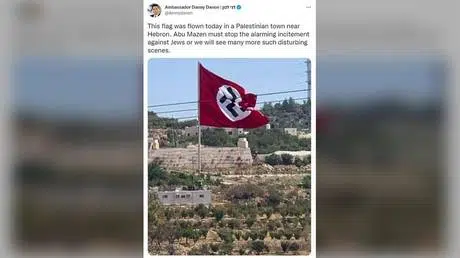 Ambassador Danny Danon | דני דנון
@dannydanon
This flag was flown today in a Palestinian town near
Hebron. Abu Mazen must stop the alarming incitement
against Jews or we will see many more such disturbing
scenes.